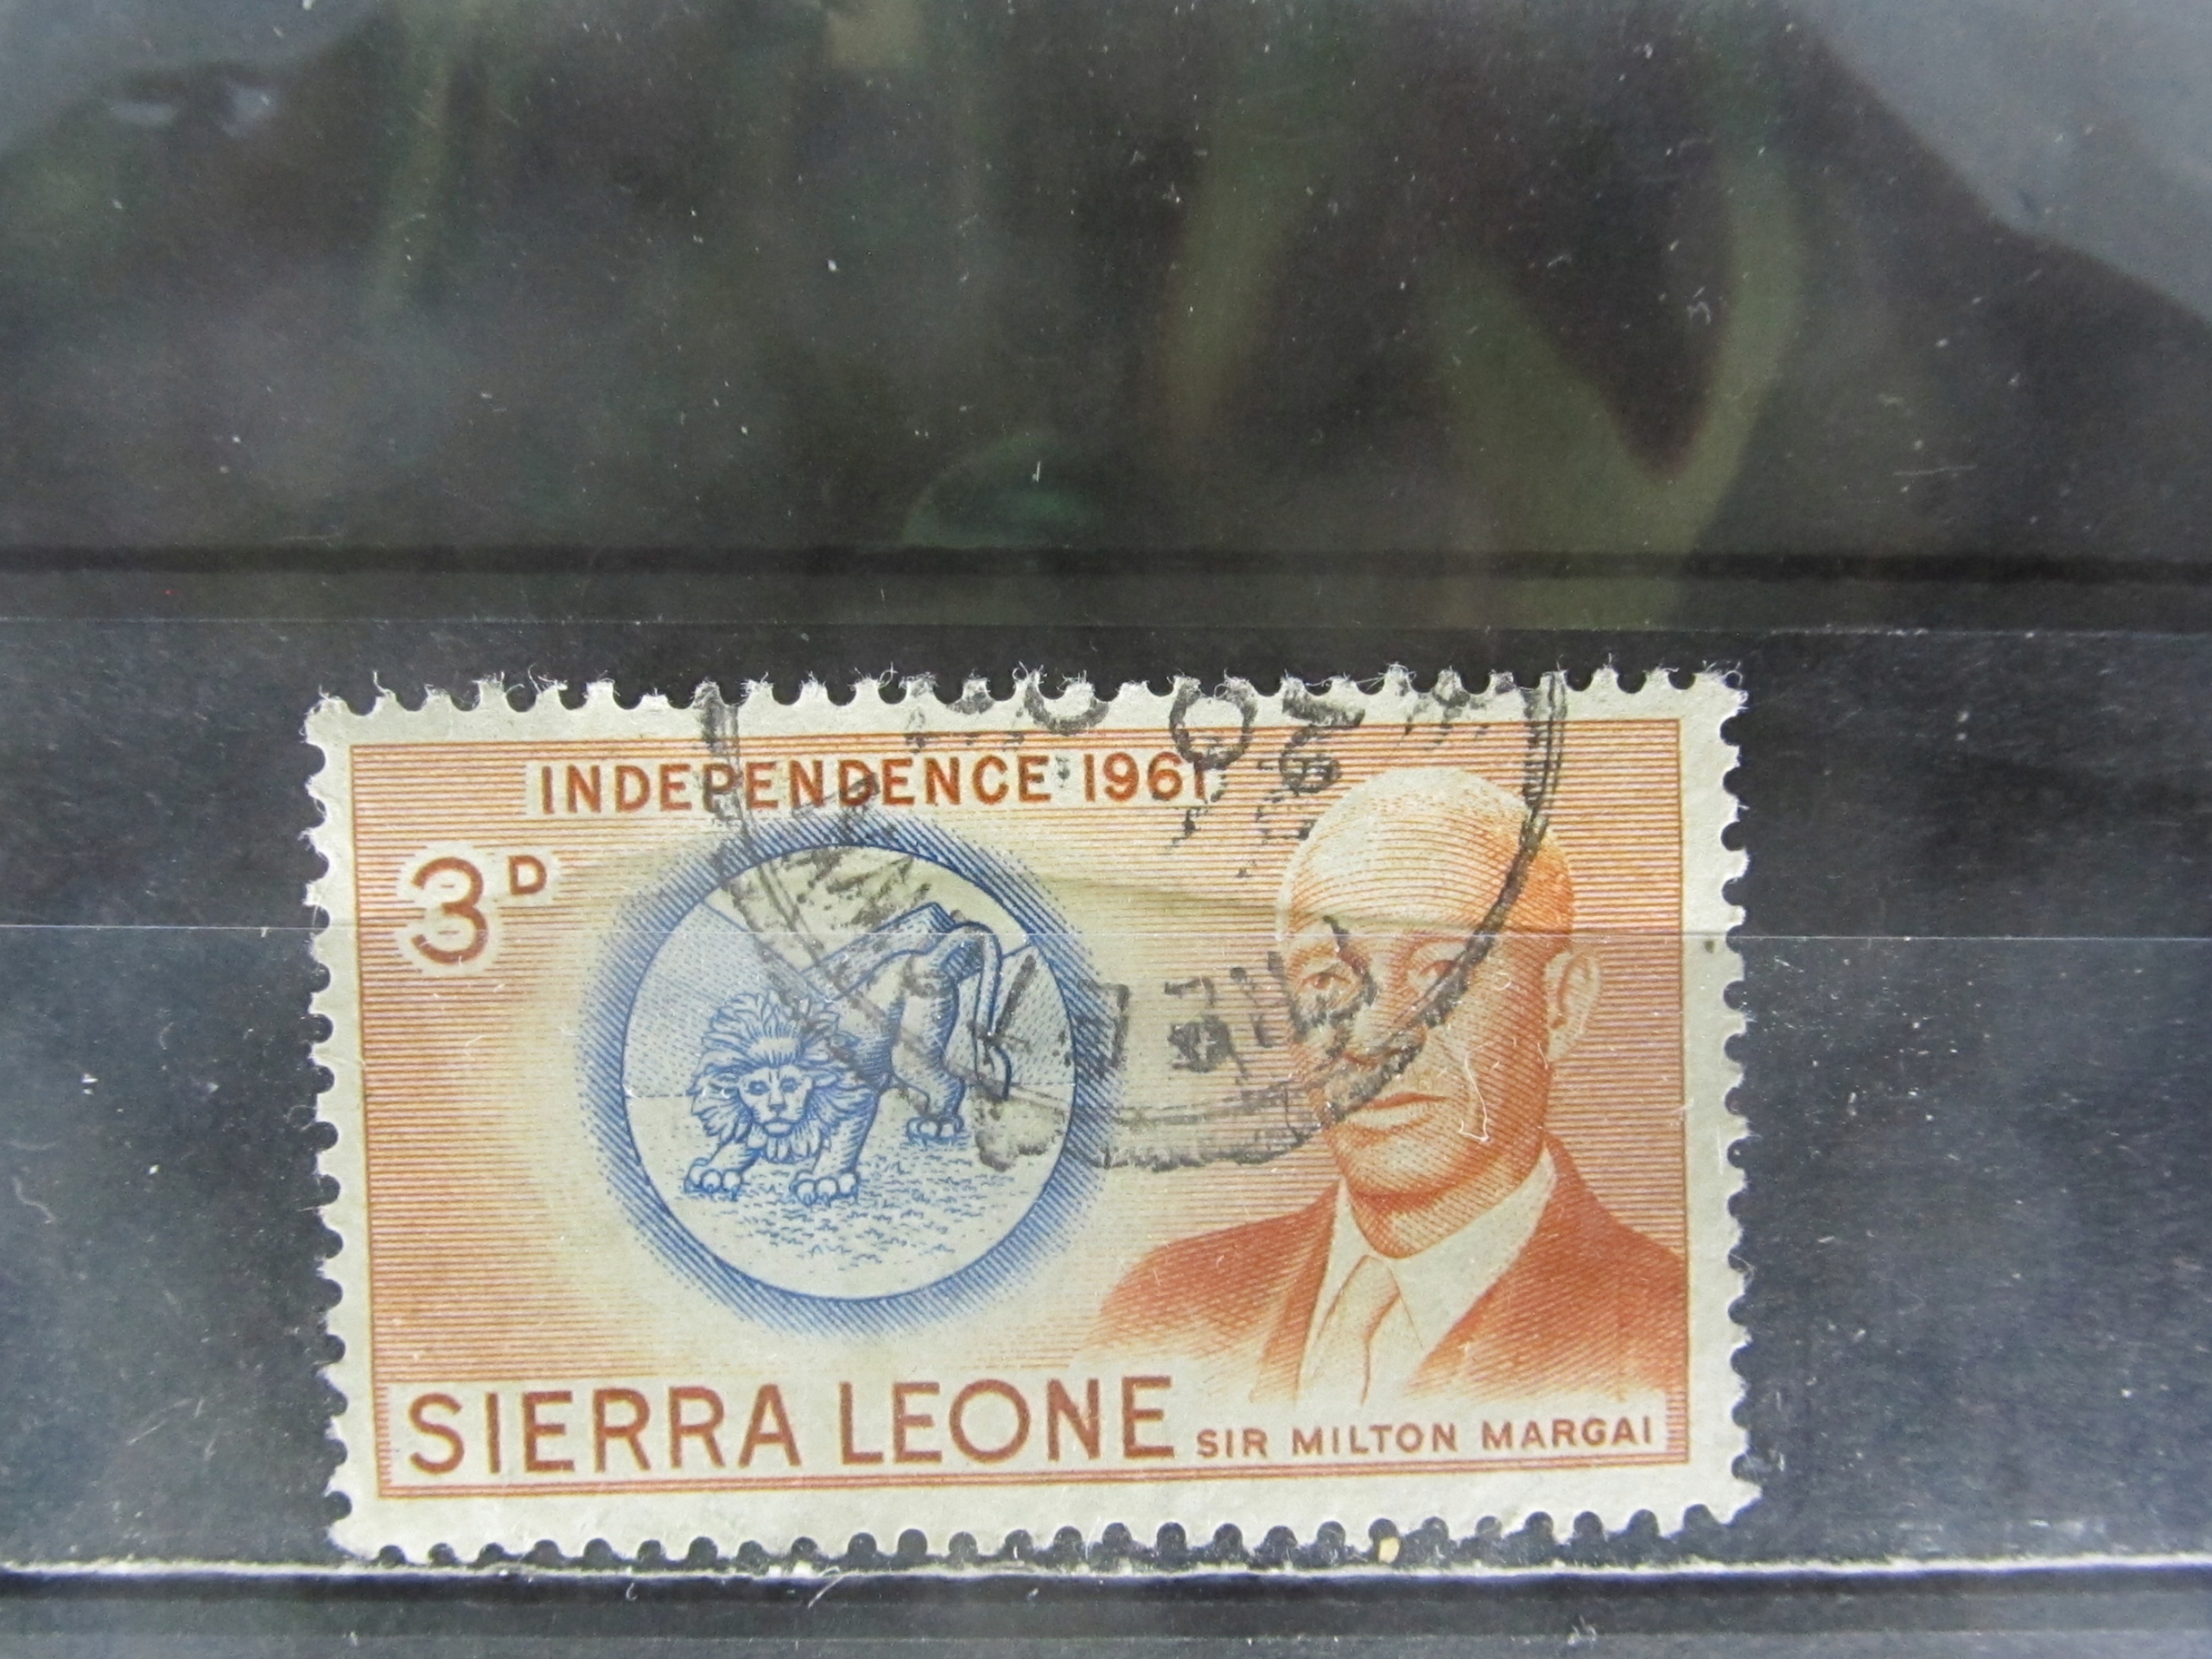 INDEPENDENCE 1961
3D
SIERRA LEONE SIR MILTON MARGAI